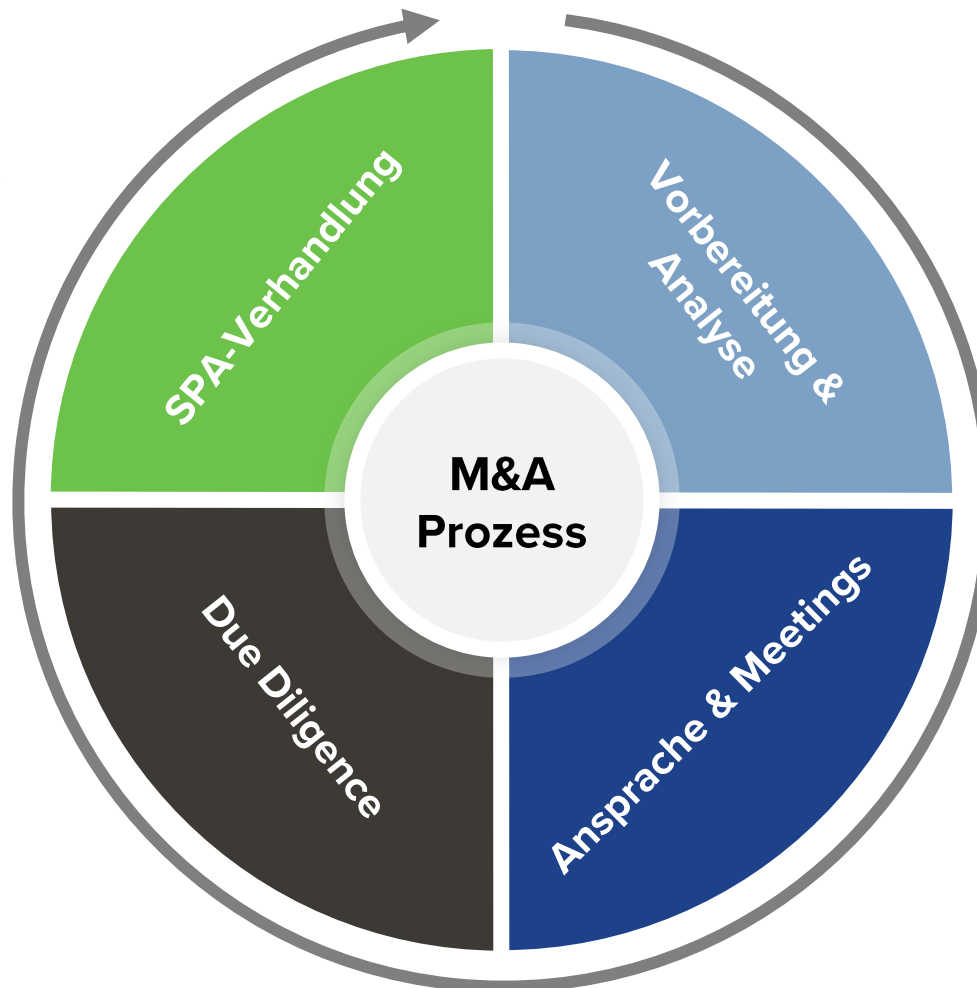 SPA-Verhandlung
Vorbereitung &
Analyse
M&A
Prozess
Due Diligence
Ansprache & Meetings